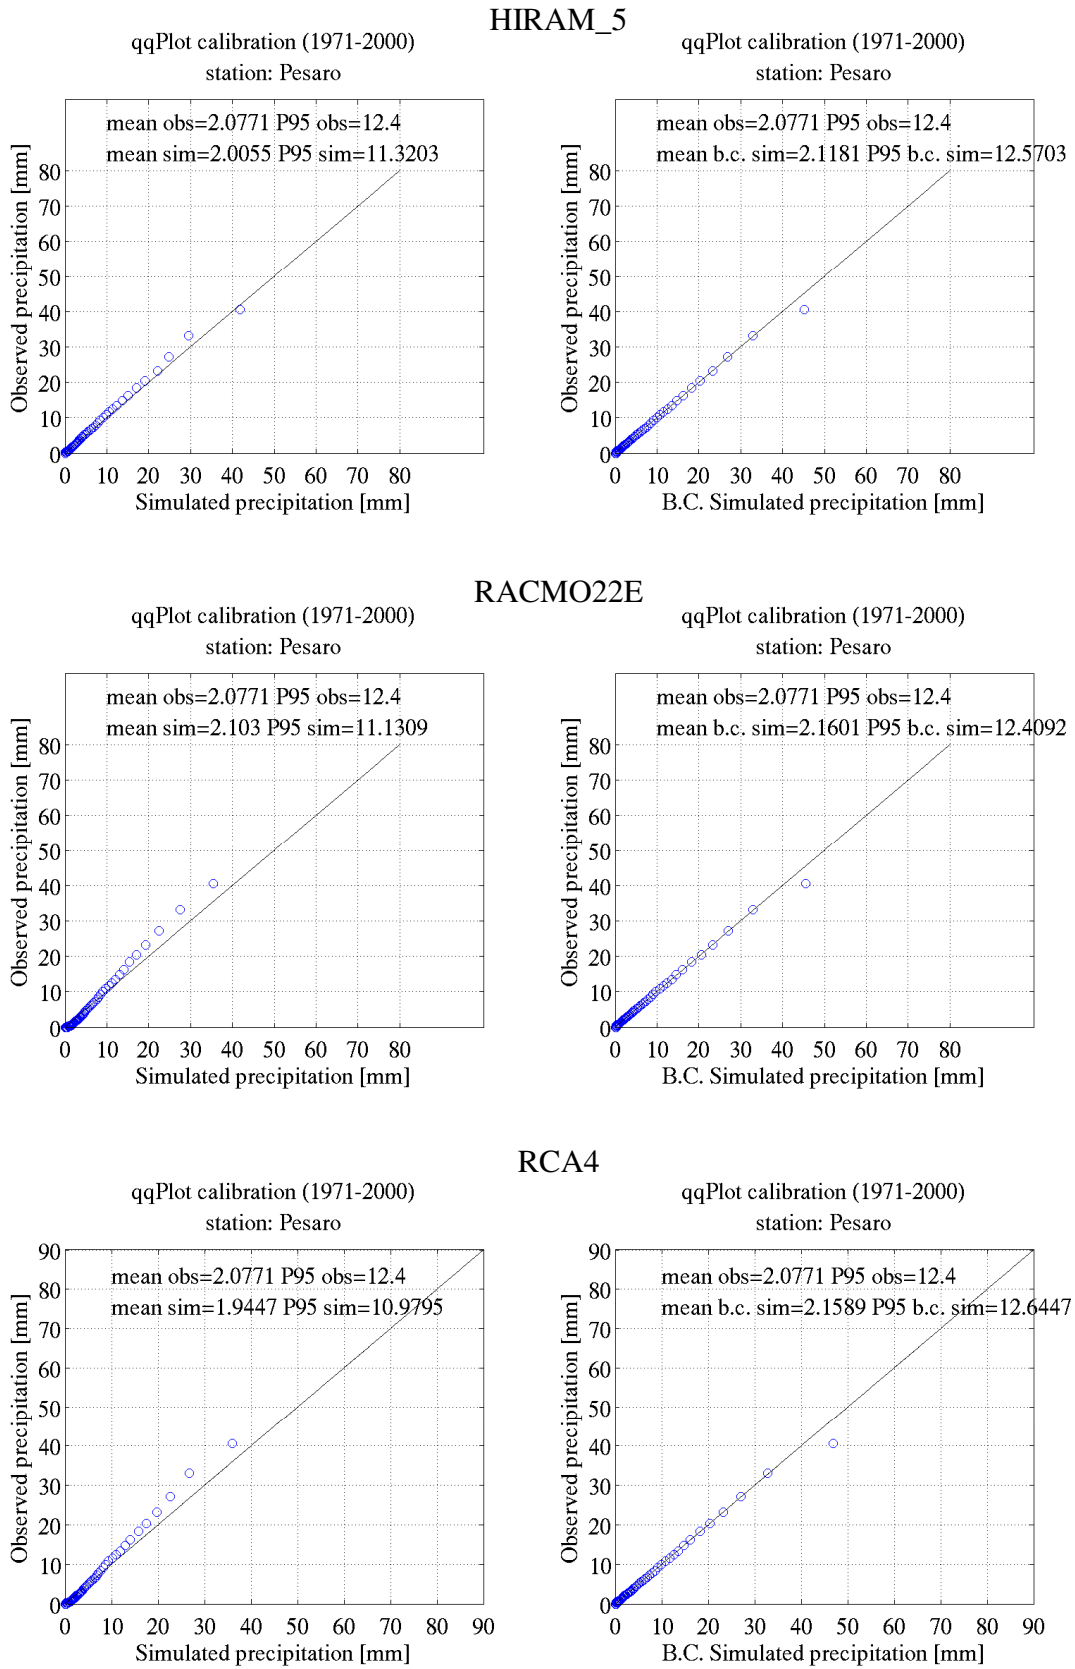 HIRAM_5
qqPlot calibration (1971-2000)
station: Pesaro
mean obs=2.0771 P95 obs=12.4
mean sim=2.0055 P95 sim=11.3203
Observed precipitation [mm]
80
70
60
50
40
30
20
10
0
0 10 20 30 40 50 60 70 80
Simulated precipitation [mm]
qqPlot calibration (1971-2000)
station: Pesaro
mean obs=2.0771 P95 obs=12.4
mean b.c. sim=2.1181 P95 b.c. sim=12.5703
Observed precipitation [mm]
80
70
60
50
40
30
20
10
0
0 10 20 30 40 50 60 70 80
B.C. Simulated precipitation [mm]
RACMO22E
qqPlot calibration (1971-2000)
station: Pesaro
mean obs=2.0771 P95 obs=12.4
mean sim=2.103 P95 sim=11.1309
Observed precipitation [mm]
80
70
60
50
40
30
20
10
0
0 10 20 30 40 50 60 70 80
Simulated precipitation [mm]
qqPlot calibration (1971-2000)
station: Pesaro
mean obs=2.0771 P95 obs=12.4
mean b.c. sim=2.1601 P95 b.c. sim=12.4092
Observed precipitation [mm]
80
70
60
50
40
30
20
10
0
0 10 20 30 40 50 60 70 80
B.C. Simulated precipitation [mm]
RCA4
qqPlot calibration (1971-2000)
station: Pesaro
mean obs=2.0771 P95 obs=12.4
mean sim=1.9447 P95 sim=10.9795
Observed precipitation [mm]
90
80
70
60
50
40
30
20
10
0
0 10 20 30 40 50 60 70 80 90
Simulated precipitation [mm]
qqPlot calibration (1971-2000)
station: Pesaro
mean obs=2.0771 P95 obs=12.4
mean b.c. sim=2.1589 P95 b.c. sim=12.6447
Observed precipitation [mm]
90
80
70
60
50
40
30
20
10
0
0 10 20 30 40 50 60 70 80 90
B.C. Simulated precipitation [mm]